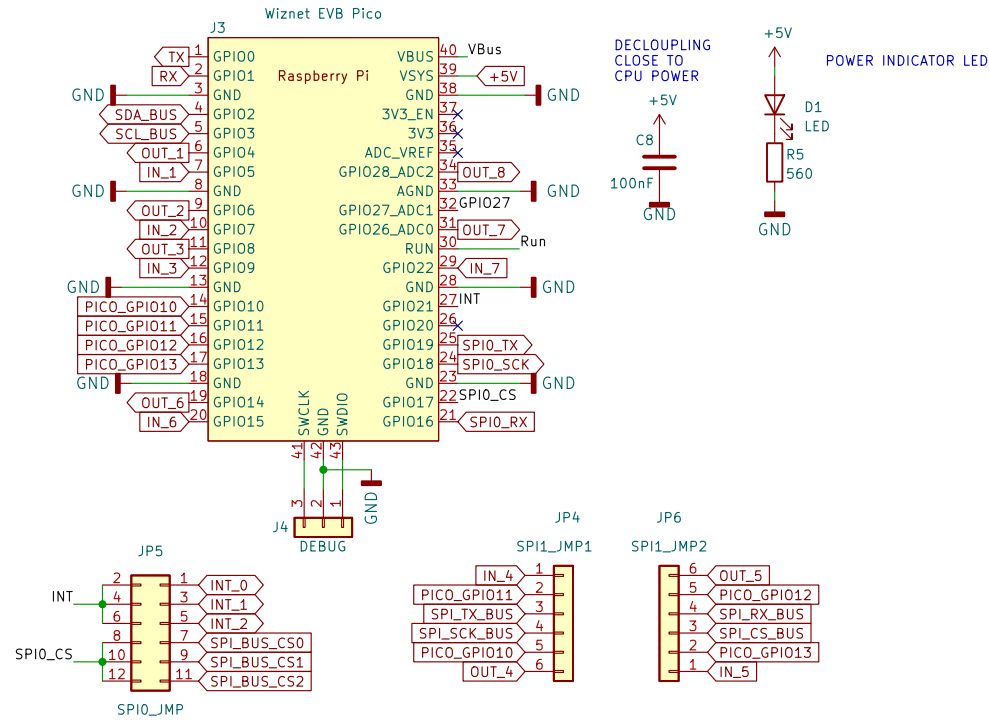 Wiznet EVB Pico
J3
Raspberry Pi
TX 1 GPIO0
RX 2 GPIO1
GND 3 GND
SDA_BUS 4 GPIO2
SCL_BUS 5 GPIO3
OUT_1 6 GPIO4
IN_1 7 GPIO5
GND 8 GND
OUT_2 9 GPIO6
IN_2 10 GPIO7
OUT_3 11 GPIO8
IN_3 12 GPIO9
GND 13 GND
PICO_GPIO10 14 GPIO10
PICO_GPIO11 15 GPIO11
PICO_GPIO12 16 GPIO12
PICO_GPIO13 17 GPIO13
GND 18 GND
OUT_6 19 GPIO14
IN_6 20 GPIO15
VBUS 40 VBus
VSYS 39 +5V
GND 38 GND
3V3_EN 37
3V3 36
ADC_VREF 35
GPIO28_ADC2 34 OUT_8
AGND 33 GND
GPIO27_ADC1 32 GPIO27
GPIO26_ADC0 31 OUT_7
RUN 30 Run
GPIO22 29 IN_7
GND 28 GND
GPIO21 27 INT
GPIO20 26
GPIO19 25 SPI0_TX
GPIO18 24 SPI0_SCK
GND 23 GND
GPIO17 22 SPI0_CS
GPIO16 21 SPI0_RX
SWCLK GND SWDIO
41 42 43
GND
3 2 1
J4
DEBUG
DECLOUPLING
CLOSE TO
CPU POWER
+5V
C8
100nF
GND
+5V
POWER INDICATOR LED
D1
LED
R5
560
GND
JP5
2 1 INT_0
INT 4 3 INT_1
6 5 INT_2
8 7 SPI_BUS_CS0
SPI0_CS 10 9 SPI_BUS_CS1
12 11 SPI_BUS_CS2
SPI0_JMP
JP4
SPI1_JMP1
IN_4 1
PICO_GPIO11 2
SPI_TX_BUS 3
SPI_SCK_BUS 4
PICO_GPIO10 5
OUT_4 6
JP6
SPI1_JMP2
6 OUT_5
5 PICO_GPIO12
4 SPI_RX_BUS
3 SPI_CS_BUS
2 PICO_GPIO13
1 IN_5